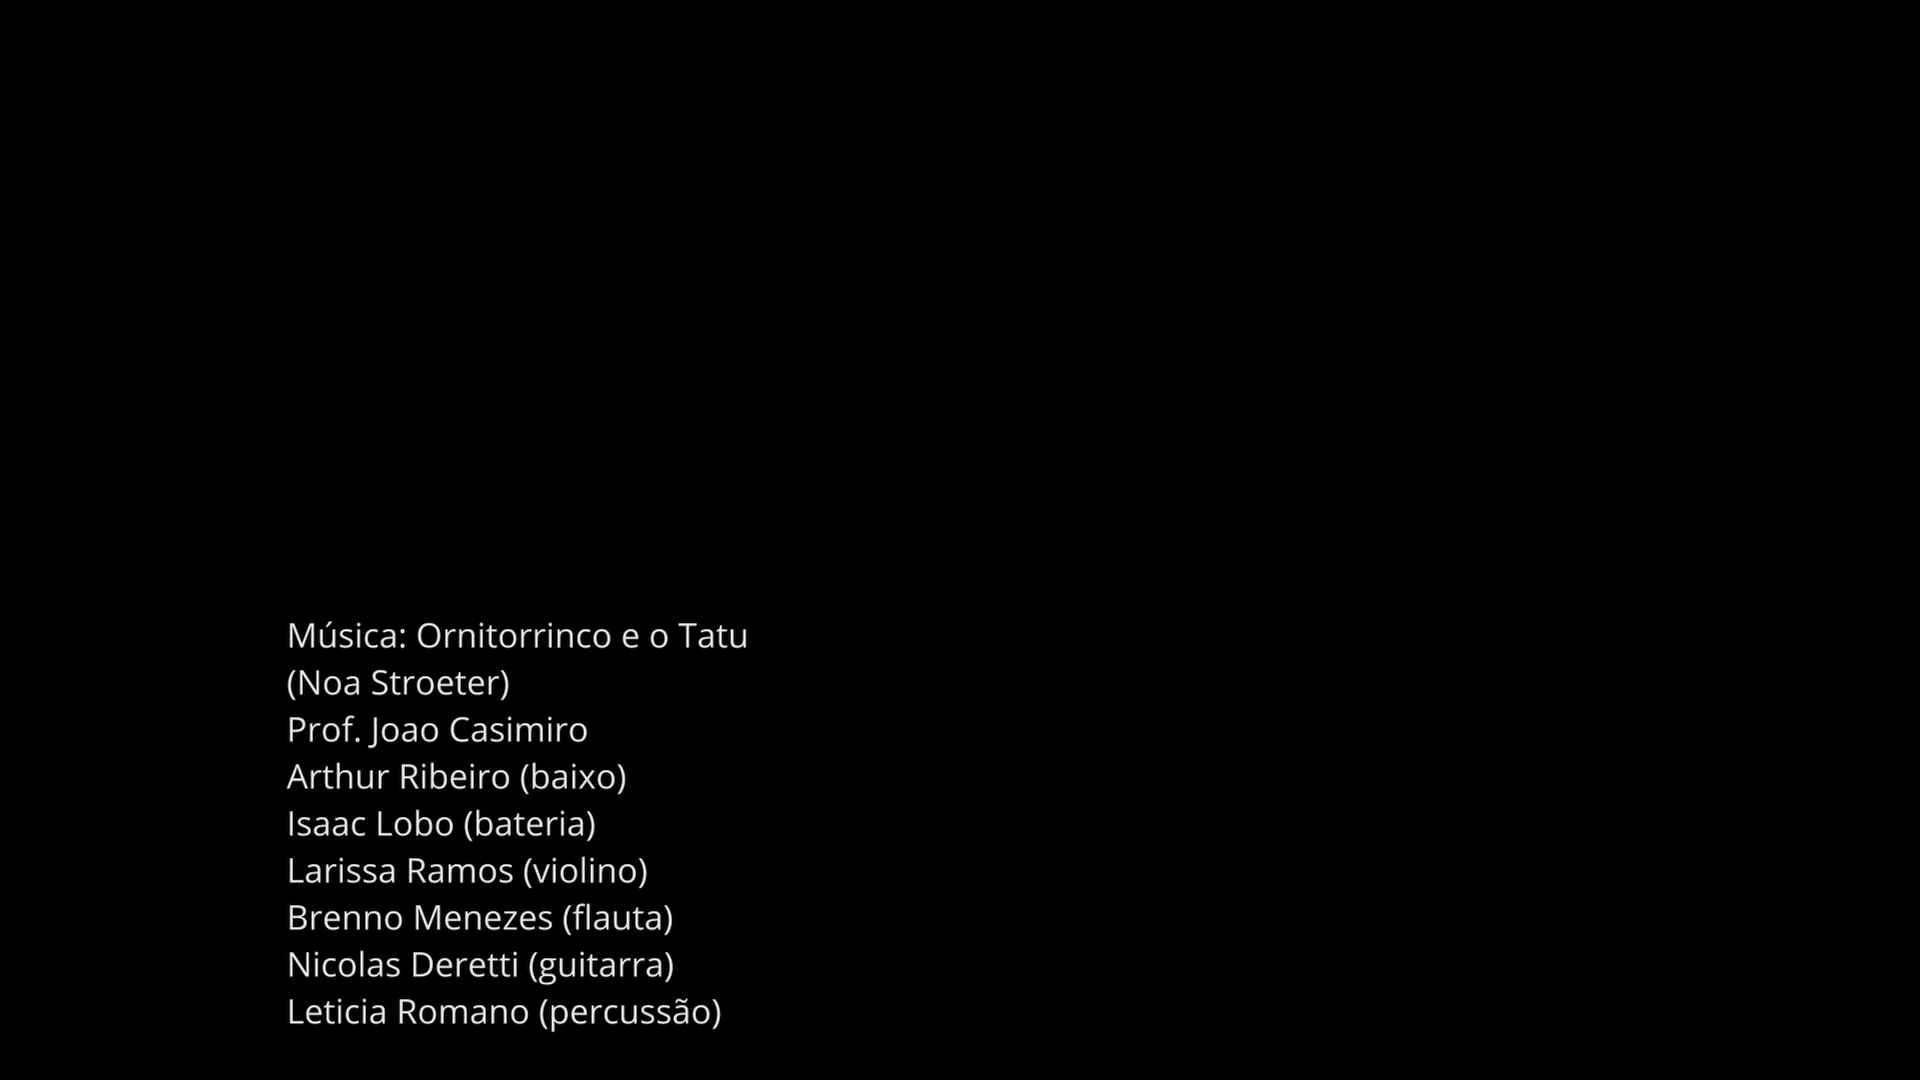 Música: Ornitorrinco e o Tatu
(Noa Stroeter)
Prof. Joao Casimiro
Arthur Ribeiro (baixo)
Isaac Lobo (bateria)
Larissa Ramos (violino)
Brenno Menezes (flauta)
Nicolas Deretti (guitarra)
Leticia Romano (percussão)